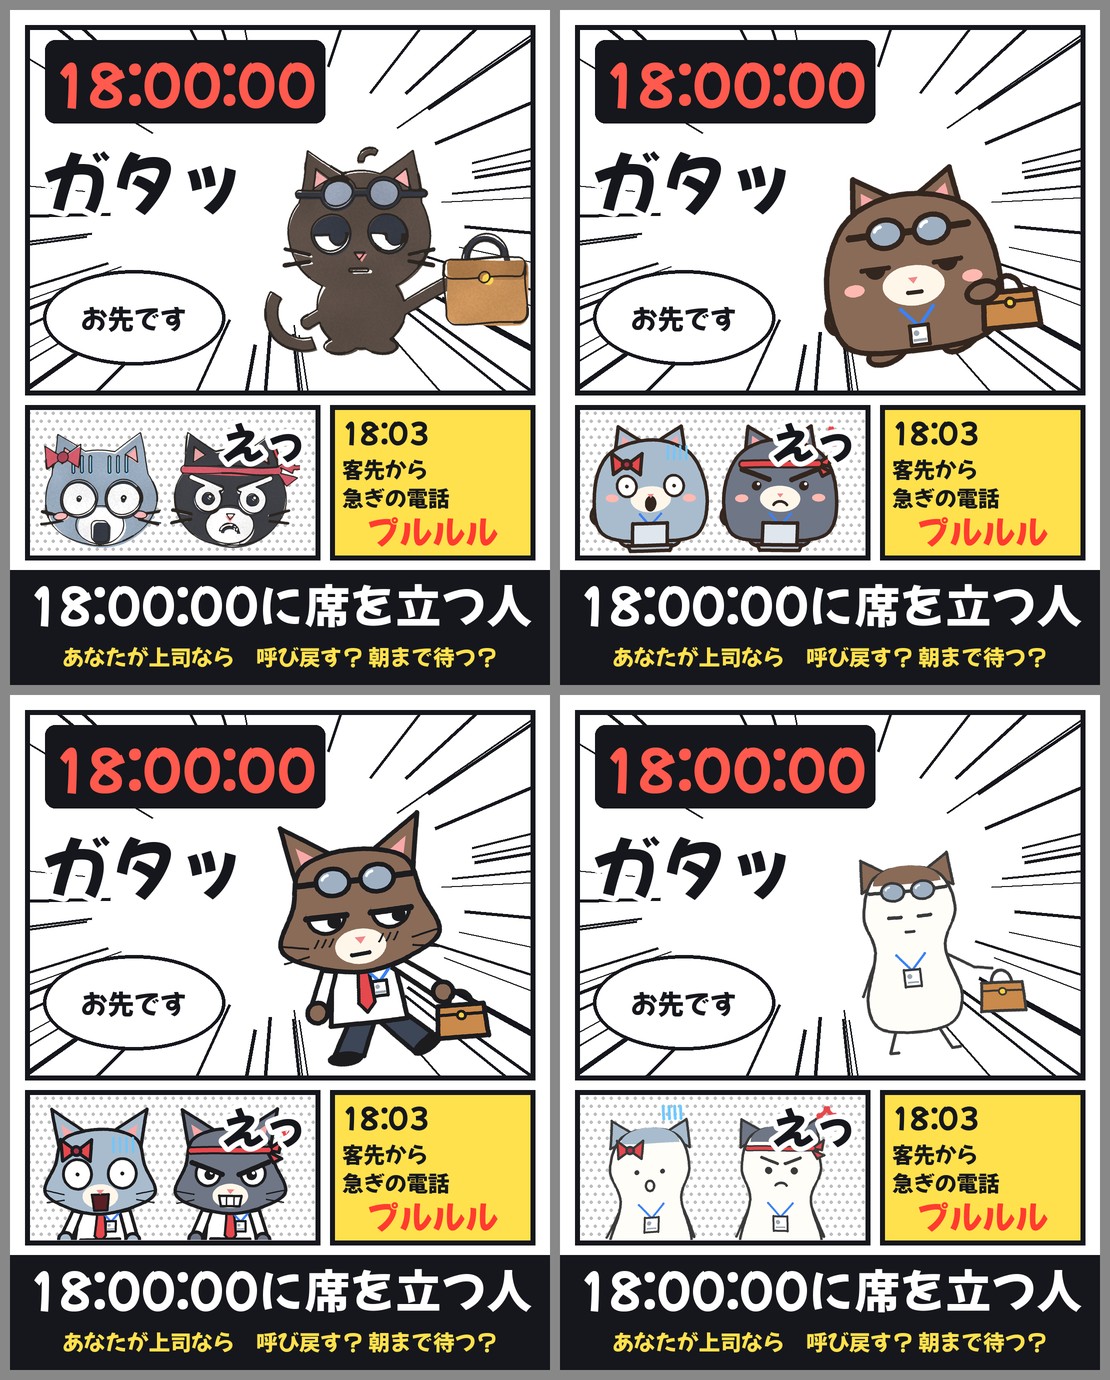 18:00:00
ガタッ
お先です
えっ
18:03
客先から
急ぎの電話
プルルル
18:00:00に席を立つ人
あなたが上司なら 呼び戻す?朝まで待つ?
18:00:00
ガタッ
お先です
えっ
18:03
客先から
急ぎの電話
プルルル
18:00:00に席を立つ人
あなたが上司なら 呼び戻す?朝まで待つ?
18:00:00
ガタッ
お先です
えっ
18:03
客先から
急ぎの電話
プルルル
18:00:00に席を立つ人
あなたが上司なら 呼び戻す?朝まで待つ?
18:00:00
ガタッ
お先です
えっ
18:03
客先から
急ぎの電話
プルルル
18:00:00に席を立つ人
あなたが上司なら 呼び戻す?朝まで待つ?